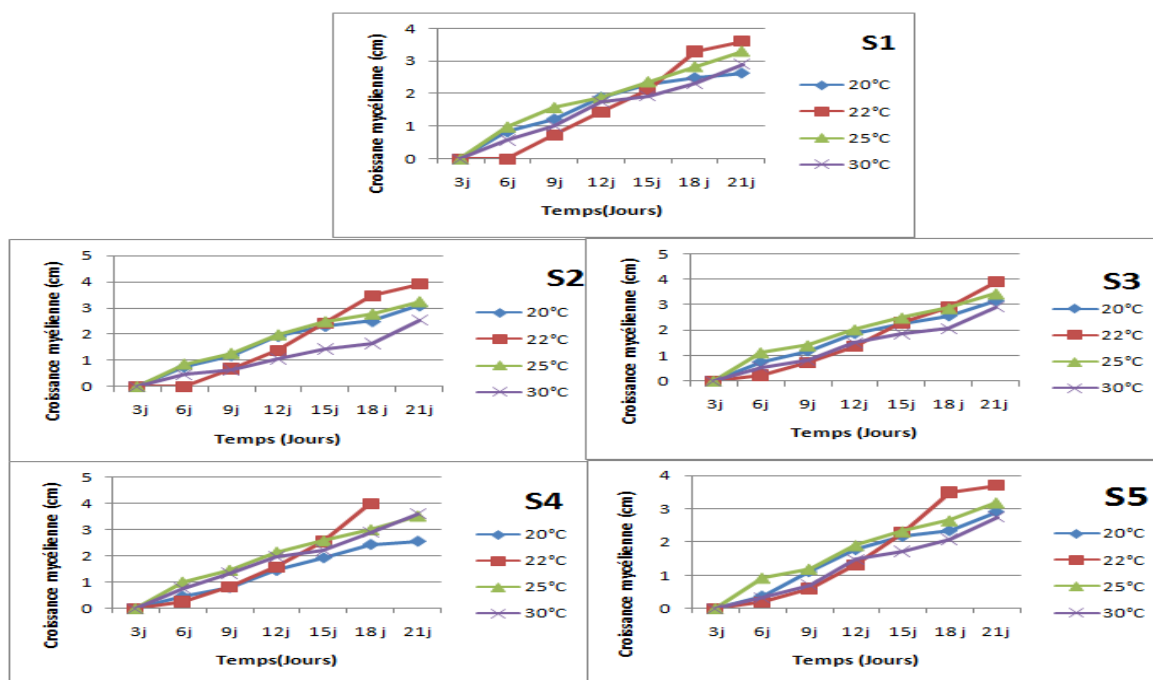 S1
Croissane mycélienne (cm)
4
3
2
1
0
3j 6j 9j 12j 15j 18 j 21j
Temps(Jours)
20°C
22°C
25°C
30°C
S2
Croissance mycélienne (cm)
5
4
3
2
1
0
3j 6j 9j 12j 15j 18 j 21j
Temps (Jours)
20°C
22°C
25°C
30°C
S3
Croissance mycélienne (cm)
5
4
3
2
1
0
3j 6j 9j 12j 15j 18 j 21j
Temps (Jours)
20°C
22°C
25°C
30°C
S4
Croissance mycélienne (cm)
5
4
3
2
1
0
3j 6j 9j 12j 15j 18 j 21j
Temps(Jours)
20°C
22°C
25°C
30°C
S5
Croissance mycélienne (cm)
4
3
2
1
0
3j 6j 9j 12j 15j 18 j 21j
Temps(Jours)
20°C
22°C
25°C
30°C